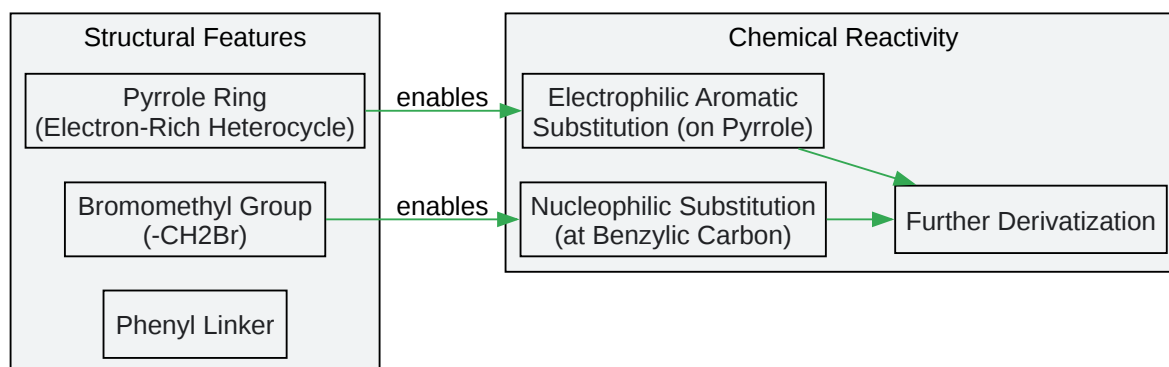 Structural Features
Pyrrole Ring
(Electron-Rich Heterocycle)
Bromomethyl Group
(-CH2Br)
Phenyl Linker
enables
enables
Chemical Reactivity
Electrophilic Aromatic
Substitution (on Pyrrole)
Nucleophilic Substitution
(at Benzylic Carbon)
Further Derivatization